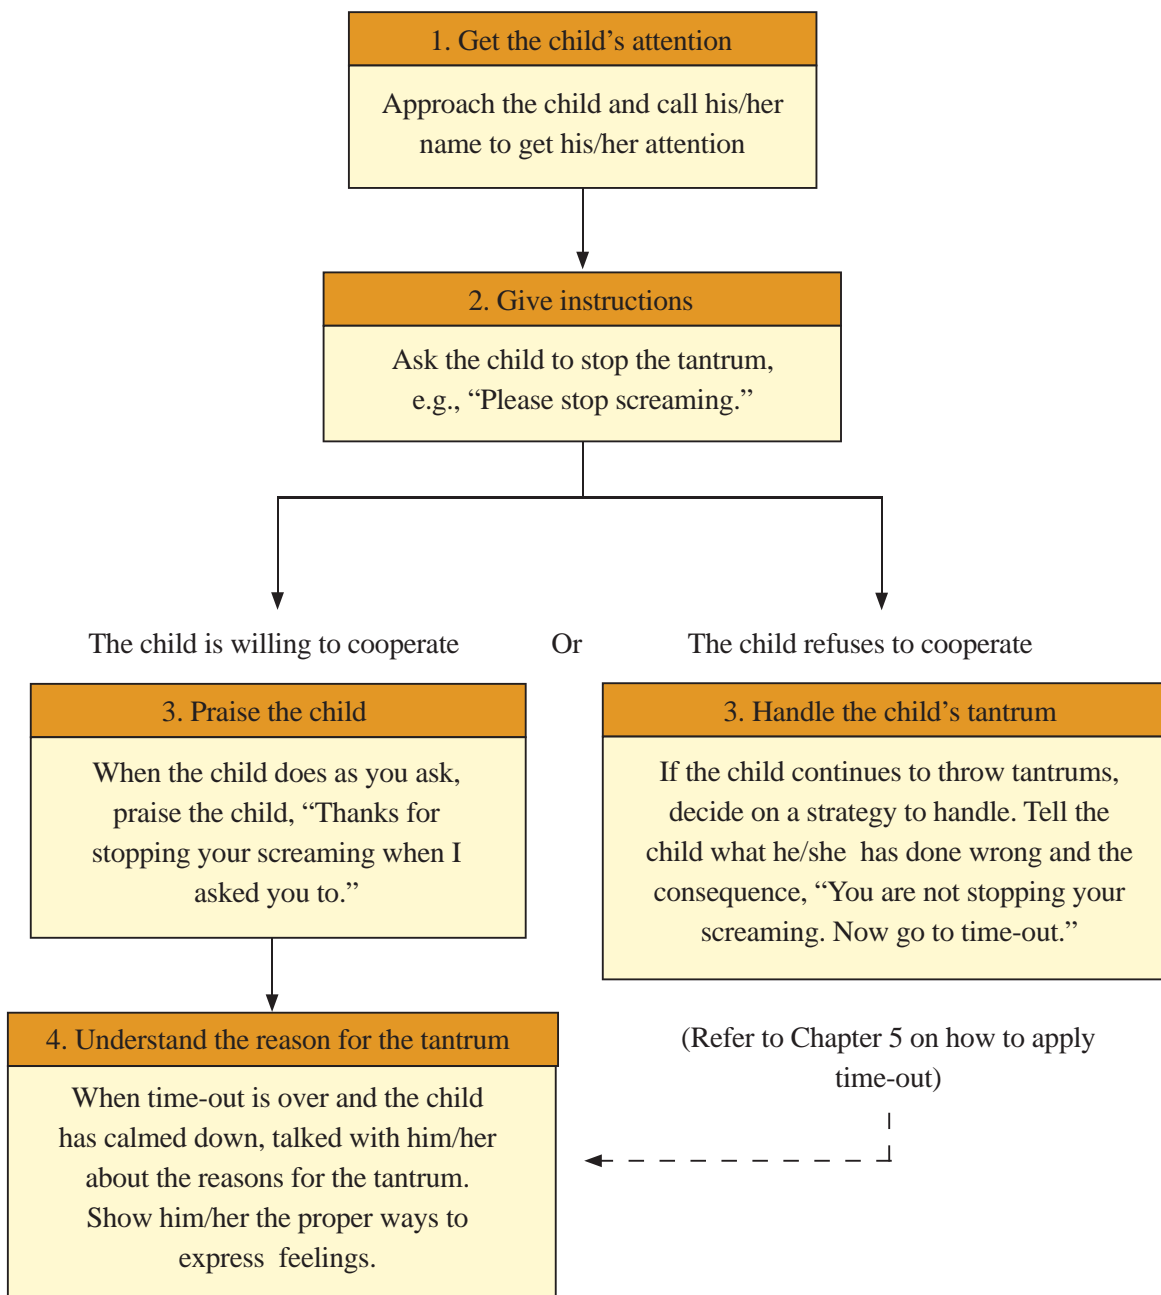 1. Get the child’s attention
Approach the child and call his/her
name to get his/her attention
2. Give instructions
Ask the child to stop the tantrum,
e.g., “Please stop screaming.”
The child is willing to cooperate
Or
The child refuses to cooperate
3. Praise the child
When the child does as you ask,
praise the child, “Thanks for
stopping your screaming when I
asked you to.”
3. Handle the child’s tantrum
If the child continues to throw tantrums,
decide on a strategy to handle. Tell the
child what he/she has done wrong and the
consequence, “You are not stopping your
screaming. Now go to time-out.”
(Refer to Chapter 5 on how to apply
time-out)
4. Understand the reason for the tantrum
When time-out is over and the child
has calmed down, talked with him/her
about the reasons for the tantrum.
Show him/her the proper ways to
express feelings.